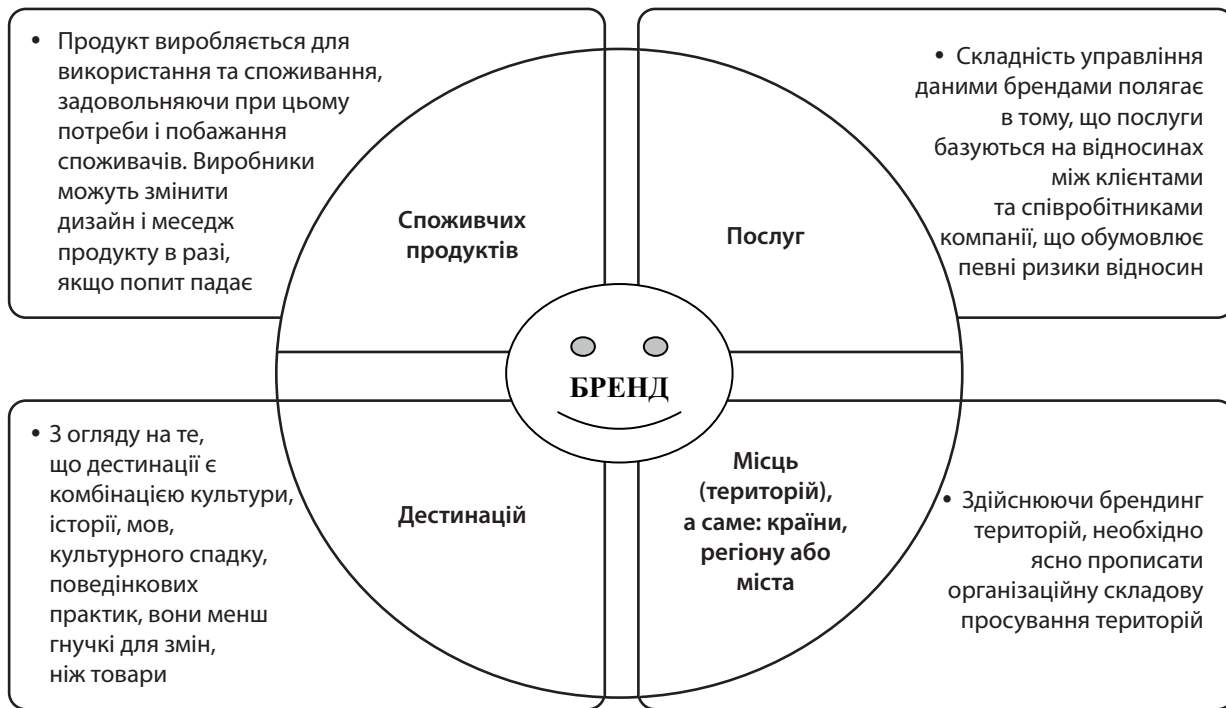 • Продукт виробляється для
використання та споживання,
задовольняючи при цьому
потреби і побажання
споживачів. Виробники
можуть змінити
дизайн і меседж
продукту в разі,
якщо попит падає
Споживчих
продуктів
Послуг
• Складність управління
даними брендами полягає
в тому, що послуги
базуються на відносинах
між клієнтами
та співробітниками
компанії, що обумовлює
певні ризики відносин
БРЕНД
• З огляду на те,
що дестинації є
комбінацією культури,
історії, мов,
культурного спадку,
поведінкових
практик, вони менш
гнучкі для змін,
ніж товари
Дестинацій
Місць
(територій),
а саме: країни,
регіону або
міста
• Здійснюючи брендинг
територій, необхідно
ясно прописати
організаційну складову
просування територій